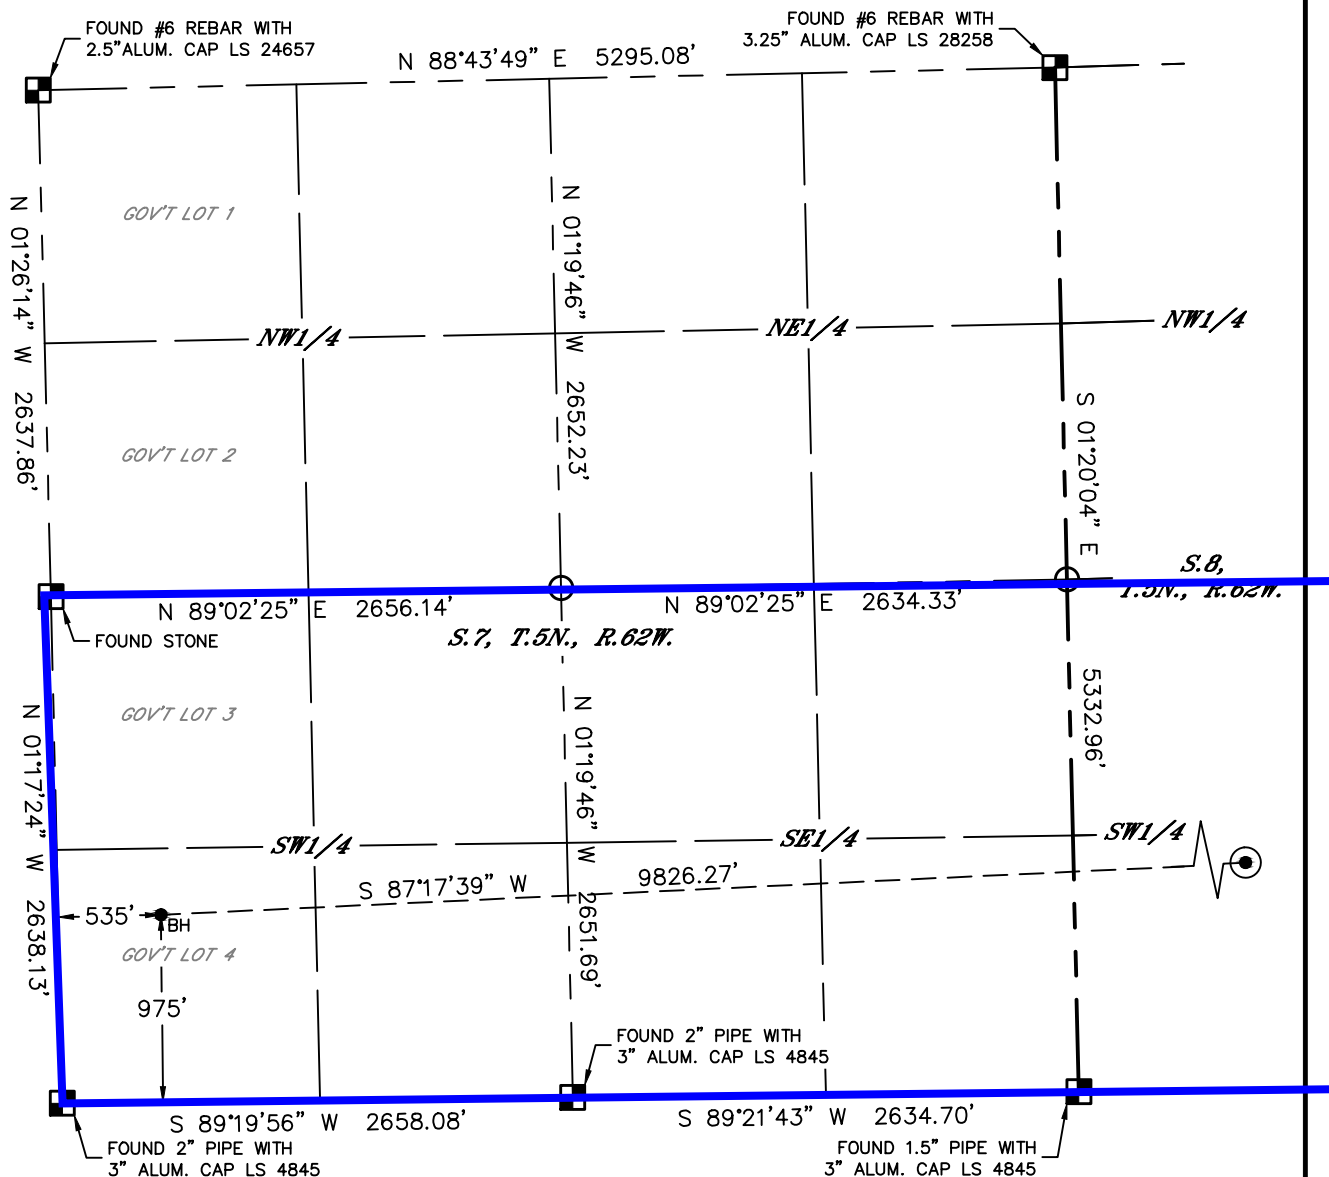 FOUND #6 REBAR WITH
2.5" ALUM. CAP LS 24657
FOUND #6 REBAR WITH
3.25" ALUM. CAP LS 28258
N 88°43'49" E 5295.08'
N 01°26'14" W 2637.86'
GOV'T LOT 1
N 01°19'46" W 2652.23'
NW1/4
NE1/4
NW1/4
S 01°20'04" E
5332.96'
GOV'T LOT 2
S.8,
T.5N., R.62W.
N 89°02'25" E 2656.14'
N 89°02'25" E 2634.33'
FOUND STONE
S.7, T.5N., R.62W.
N 01°17'24" W 2638.13'
GOV'T LOT 3
N 01°19'46" W 2651.69'
SW1/4
SE1/4
SW1/4
S 87°17'39" W 9826.27'
535'
BH
GOV'T LOT 4
975'
FOUND 2" PIPE WITH
3" ALUM. CAP LS 4845
S 89°19'56" W 2658.08'
S 89°21'43" W 2634.70'
FOUND 2" PIPE WITH
3" ALUM. CAP LS 4845
FOUND 1.5" PIPE WITH
3" ALUM. CAP LS 4845